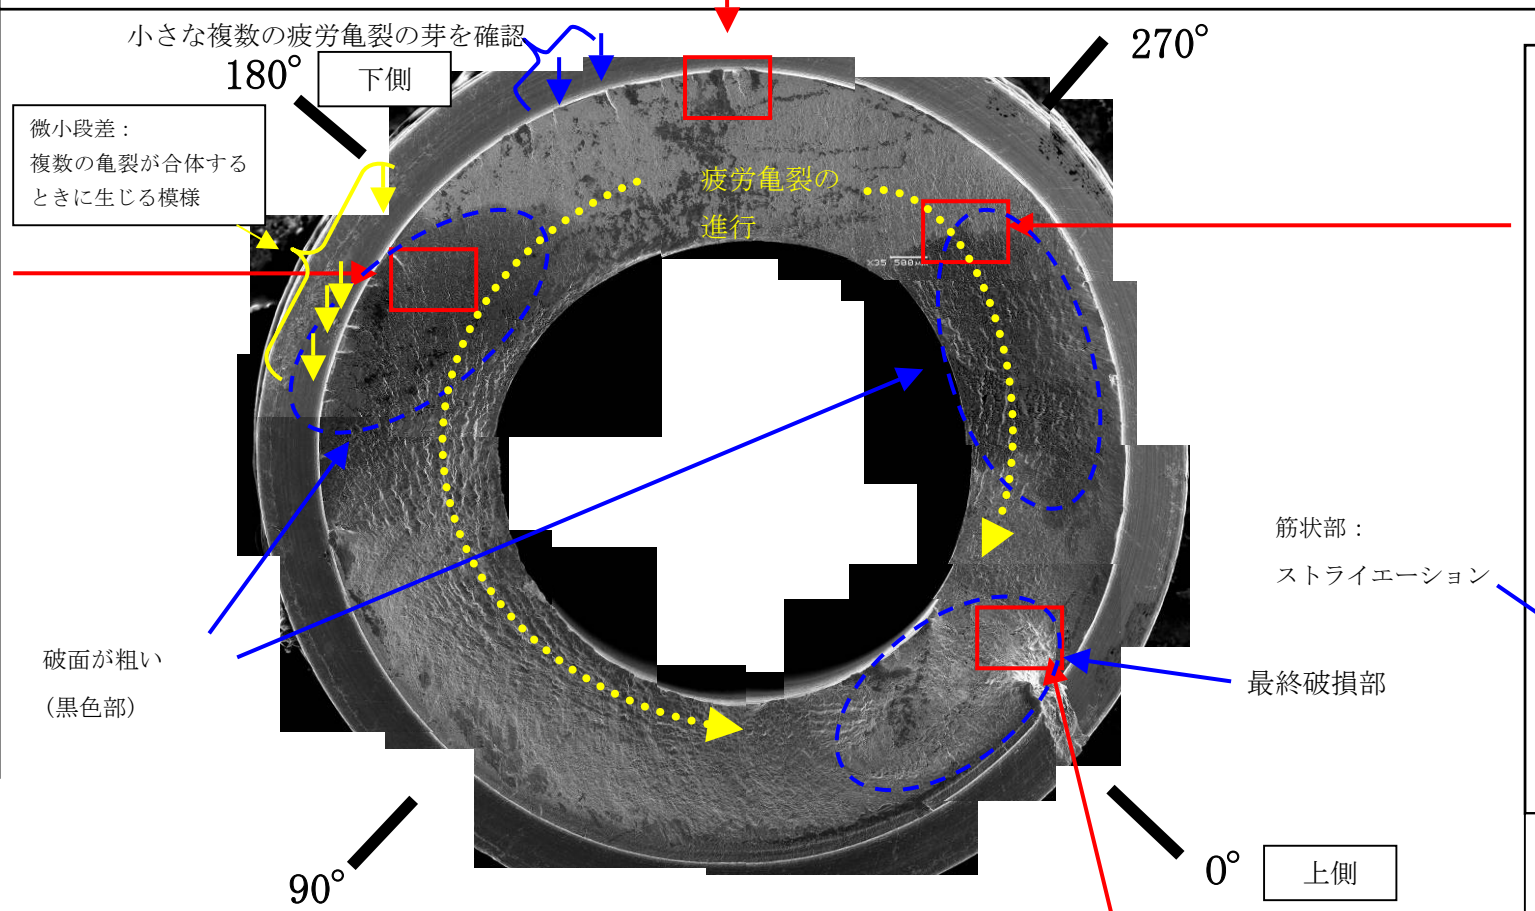 小さな複数の疲労亀裂の芽を確認
180°
下側
270°
微小段差：
複数の亀裂が合体する
ときに生じる模様
疲労亀裂の
進行
×35 500μm
筋状部：
ストライエーション
破面が粗い
（黒色部）
最終破損部
90°
0°
上側